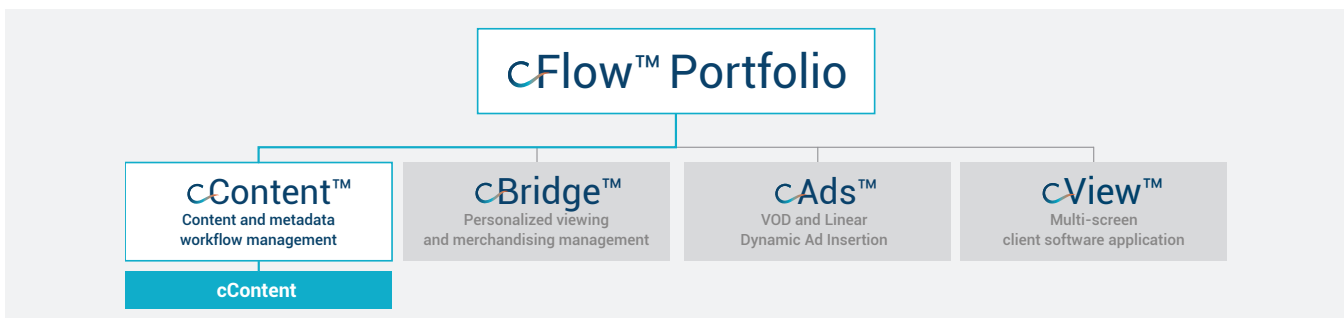 cFlow™ Portfolio
cContent™
Content and metadata
workflow management
cContent
cBridge™
Personalized viewing
and merchandising management
cAds™
VOD and Linear
Dynamic Ad Insertion
cView™
Multi-screen
client software application